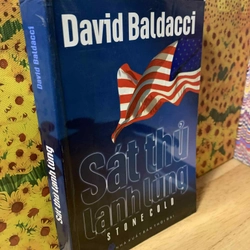 David Baldacci
Sát thủ
lạnh lùng
STONE COLD
David Baldacci
Sát thủ lạnh lùng